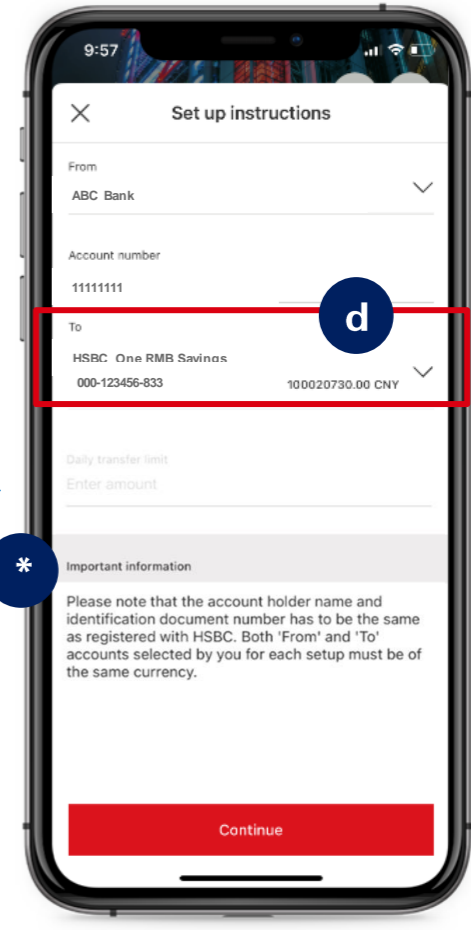 9:57
Set up instructions
From
ABC Bank
Account number
11111111
d
To
HSBC One RMB Savings
000-123456-833
100020730.00 CNY
Daily transfer limit
Enter amount
*
Important information
Please note that the account holder name and
identification document number has to be the same
as registered with HSBC. Both 'From' and 'To'
accounts selected by you for each setup must be of
the same currency.
Continue